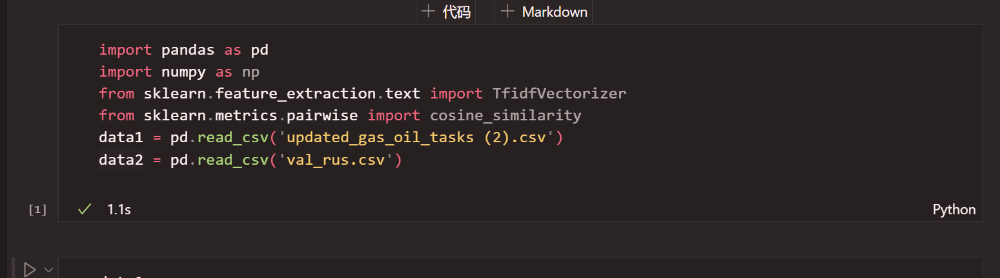 + 代码 + Markdown
import pandas as pd
import numpy as np
from sklearn.feature_extraction.text import TfidfVectorizer
from sklearn.metrics.pairwise import cosine_similarity
data1 = pd.read_csv('updated_gas_oil_tasks (2).csv')
data2 = pd.read_csv('val_rus.csv')
[1] ✓ 1.1s Python